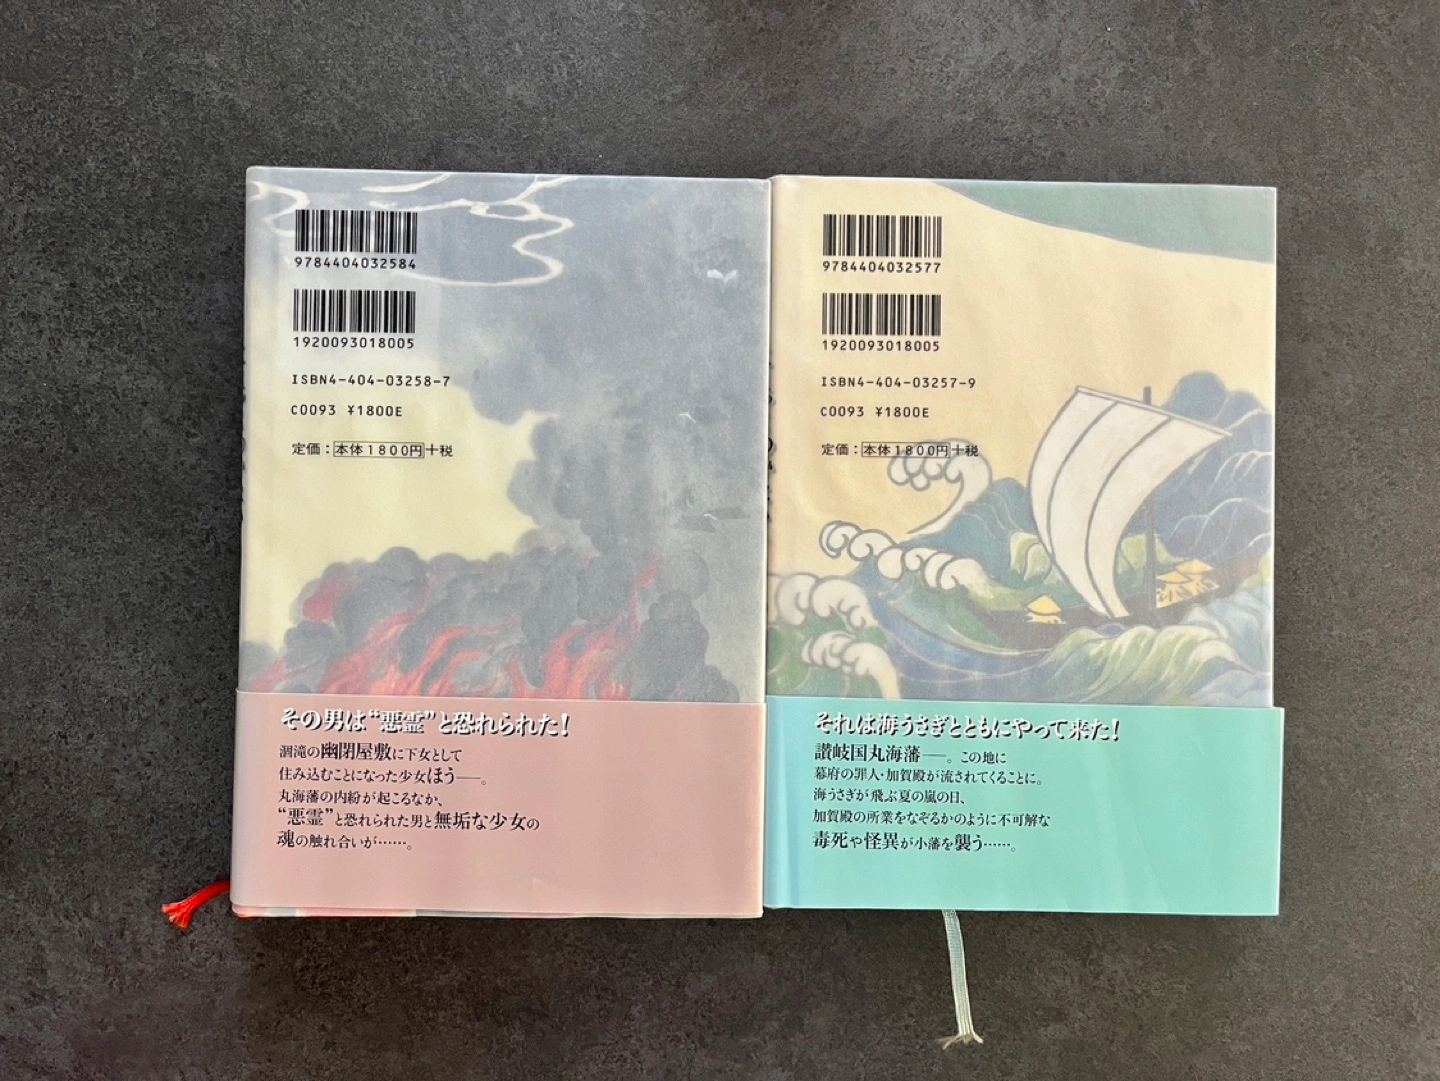 9784404032584
1920093018005
ISBN4-404-03258-7
C0093 ¥1800E
定価：本体1800円+税
その男は“悪霊”と恐れられた！
涸滝の幽閉屋敷に下女として
住み込むことになった少女ほう――。
丸海藩の内紛が起こるなか、
“悪霊”と恐れられた男と無垢な少女の
魂の触れ合いが……。
9784404032577
1920093018005
ISBN4-404-03257-9
C0093 ¥1800E
定価：本体1800円+税
それは海うさぎとともにやって来た！
讃岐国丸海藩――。この地に
幕府の罪人・加賀殿が流されてくることに。
海うさぎが飛ぶ夏の嵐の日、
加賀殿の所業をなぞるかのように不可解な
毒死や怪異が小藩を襲う……。